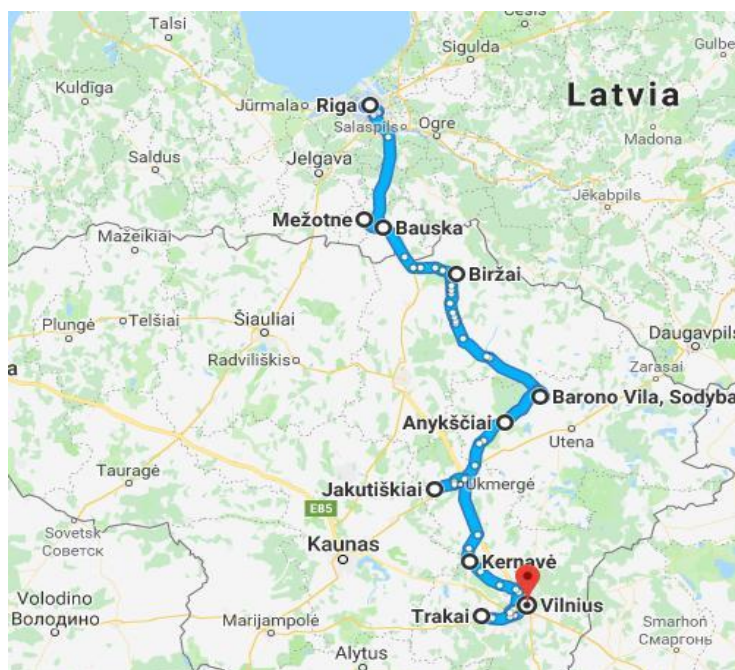 Talsi
Cēsis
Sigulda
Gulbe
Kuldīga
Jūrmala
Riga
Latvia
Salaspils
Ogre
Madona
Saldus
Jelgava
Jēkabpils
Mežotne
Bauska
Mažeikiai
Biržai
Plungė
Telšiai
Šiauliai
Daugavpils
Radviliškis
Zarasai
a
Barono Vila, Sodyba
Anykščiai
Utena
Tauragė
Jakutiškiai
Ukmergė
E85
Sovetsk
Советск
Kaunas
Kernavė
Volodino
Володино
Vilnius
Trakai
Marijampolė
Smarhoń
Смаргонь
Alytus